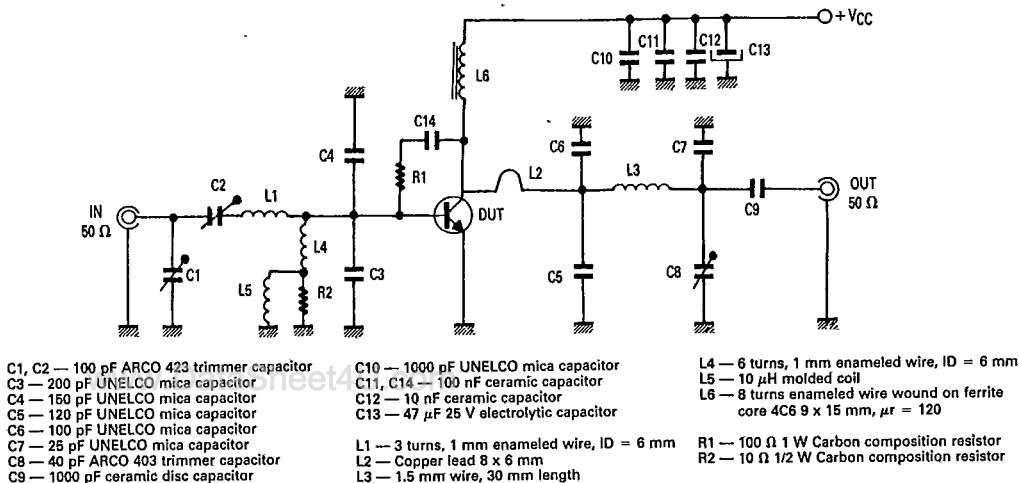 + VCC
C10
C11
C12
C13
L6
C14
C4
R1
C6
C7
L2
L3
C2
L1
IN
50 Ω
DUT
OUT
50 Ω
C9
C1
L4
L5
R2
C3
C5
C8
C1, C2 — 100 pF ARCO 423 trimmer capacitor
C3 — 200 pF UNELCO mica capacitor
C4 — 150 pF UNELCO mica capacitor
C5 — 120 pF UNELCO mica capacitor
C6 — 100 pF UNELCO mica capacitor
C7 — 25 pF UNELCO mica capacitor
C8 — 40 pF ARCO 403 trimmer capacitor
C9 — 1000 pF ceramic disc capacitor
C10 — 1000 pF UNELCO mica capacitor
C11, C14 — 100 nF ceramic capacitor
C12 — 10 nF ceramic capacitor
C13 — 47 μF 25 V electrolytic capacitor
L1 — 3 turns, 1 mm enameled wire, ID = 6 mm
L2 — Copper lead 8 x 6 mm
L3 — 1.5 mm wire, 30 mm length
L4 — 6 turns, 1 mm enameled wire, ID = 6 mm
L5 — 10 μH molded coil
L6 — 8 turns enameled wire wound on ferrite
core 4C6 9 x 15 mm, μr = 120
R1 — 100 Ω 1 W Carbon composition resistor
R2 — 10 Ω 1/2 W Carbon composition resistor